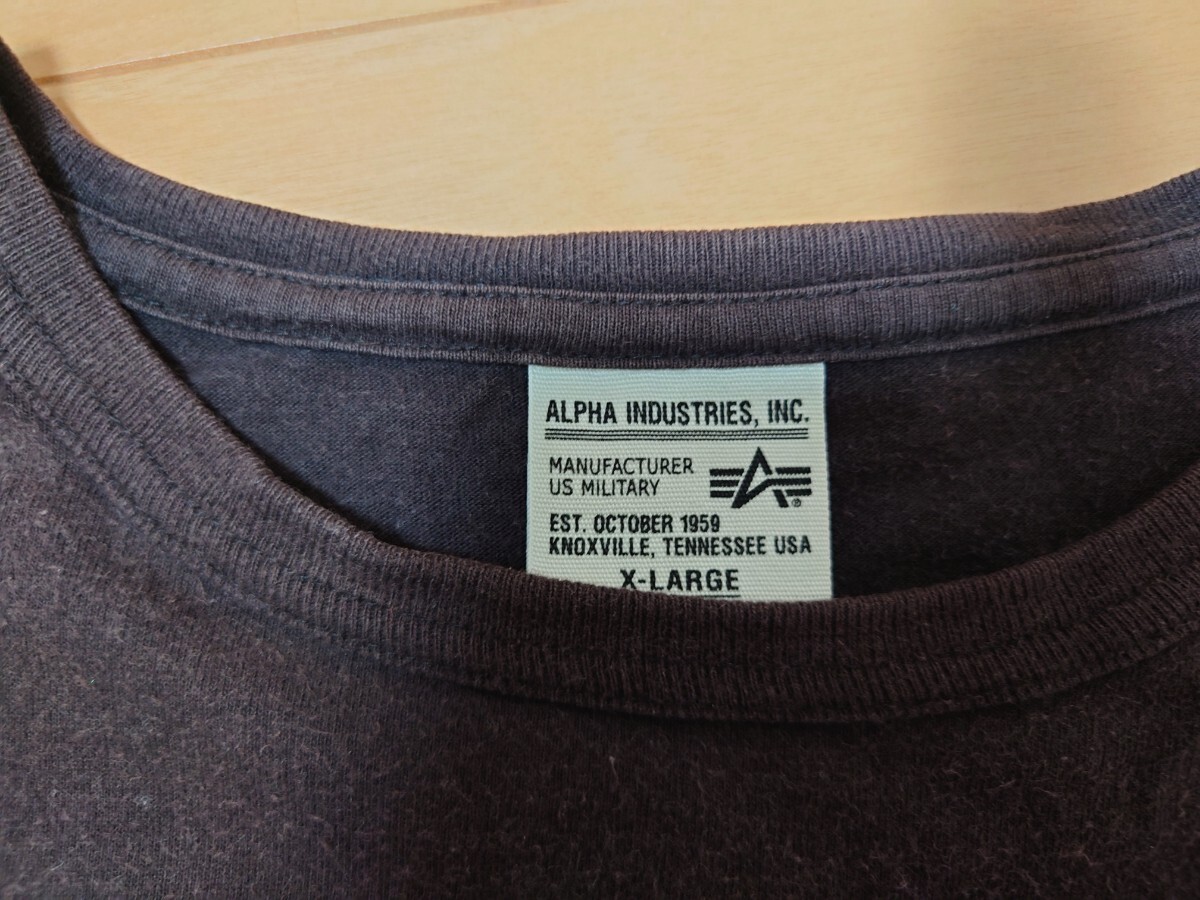 ALPHA INDUSTRIES, INC.
MANUFACTURER
US MILITARY
EST. OCTOBER 1959
KNOXVILLE, TENNESSEE USA
X-LARGE